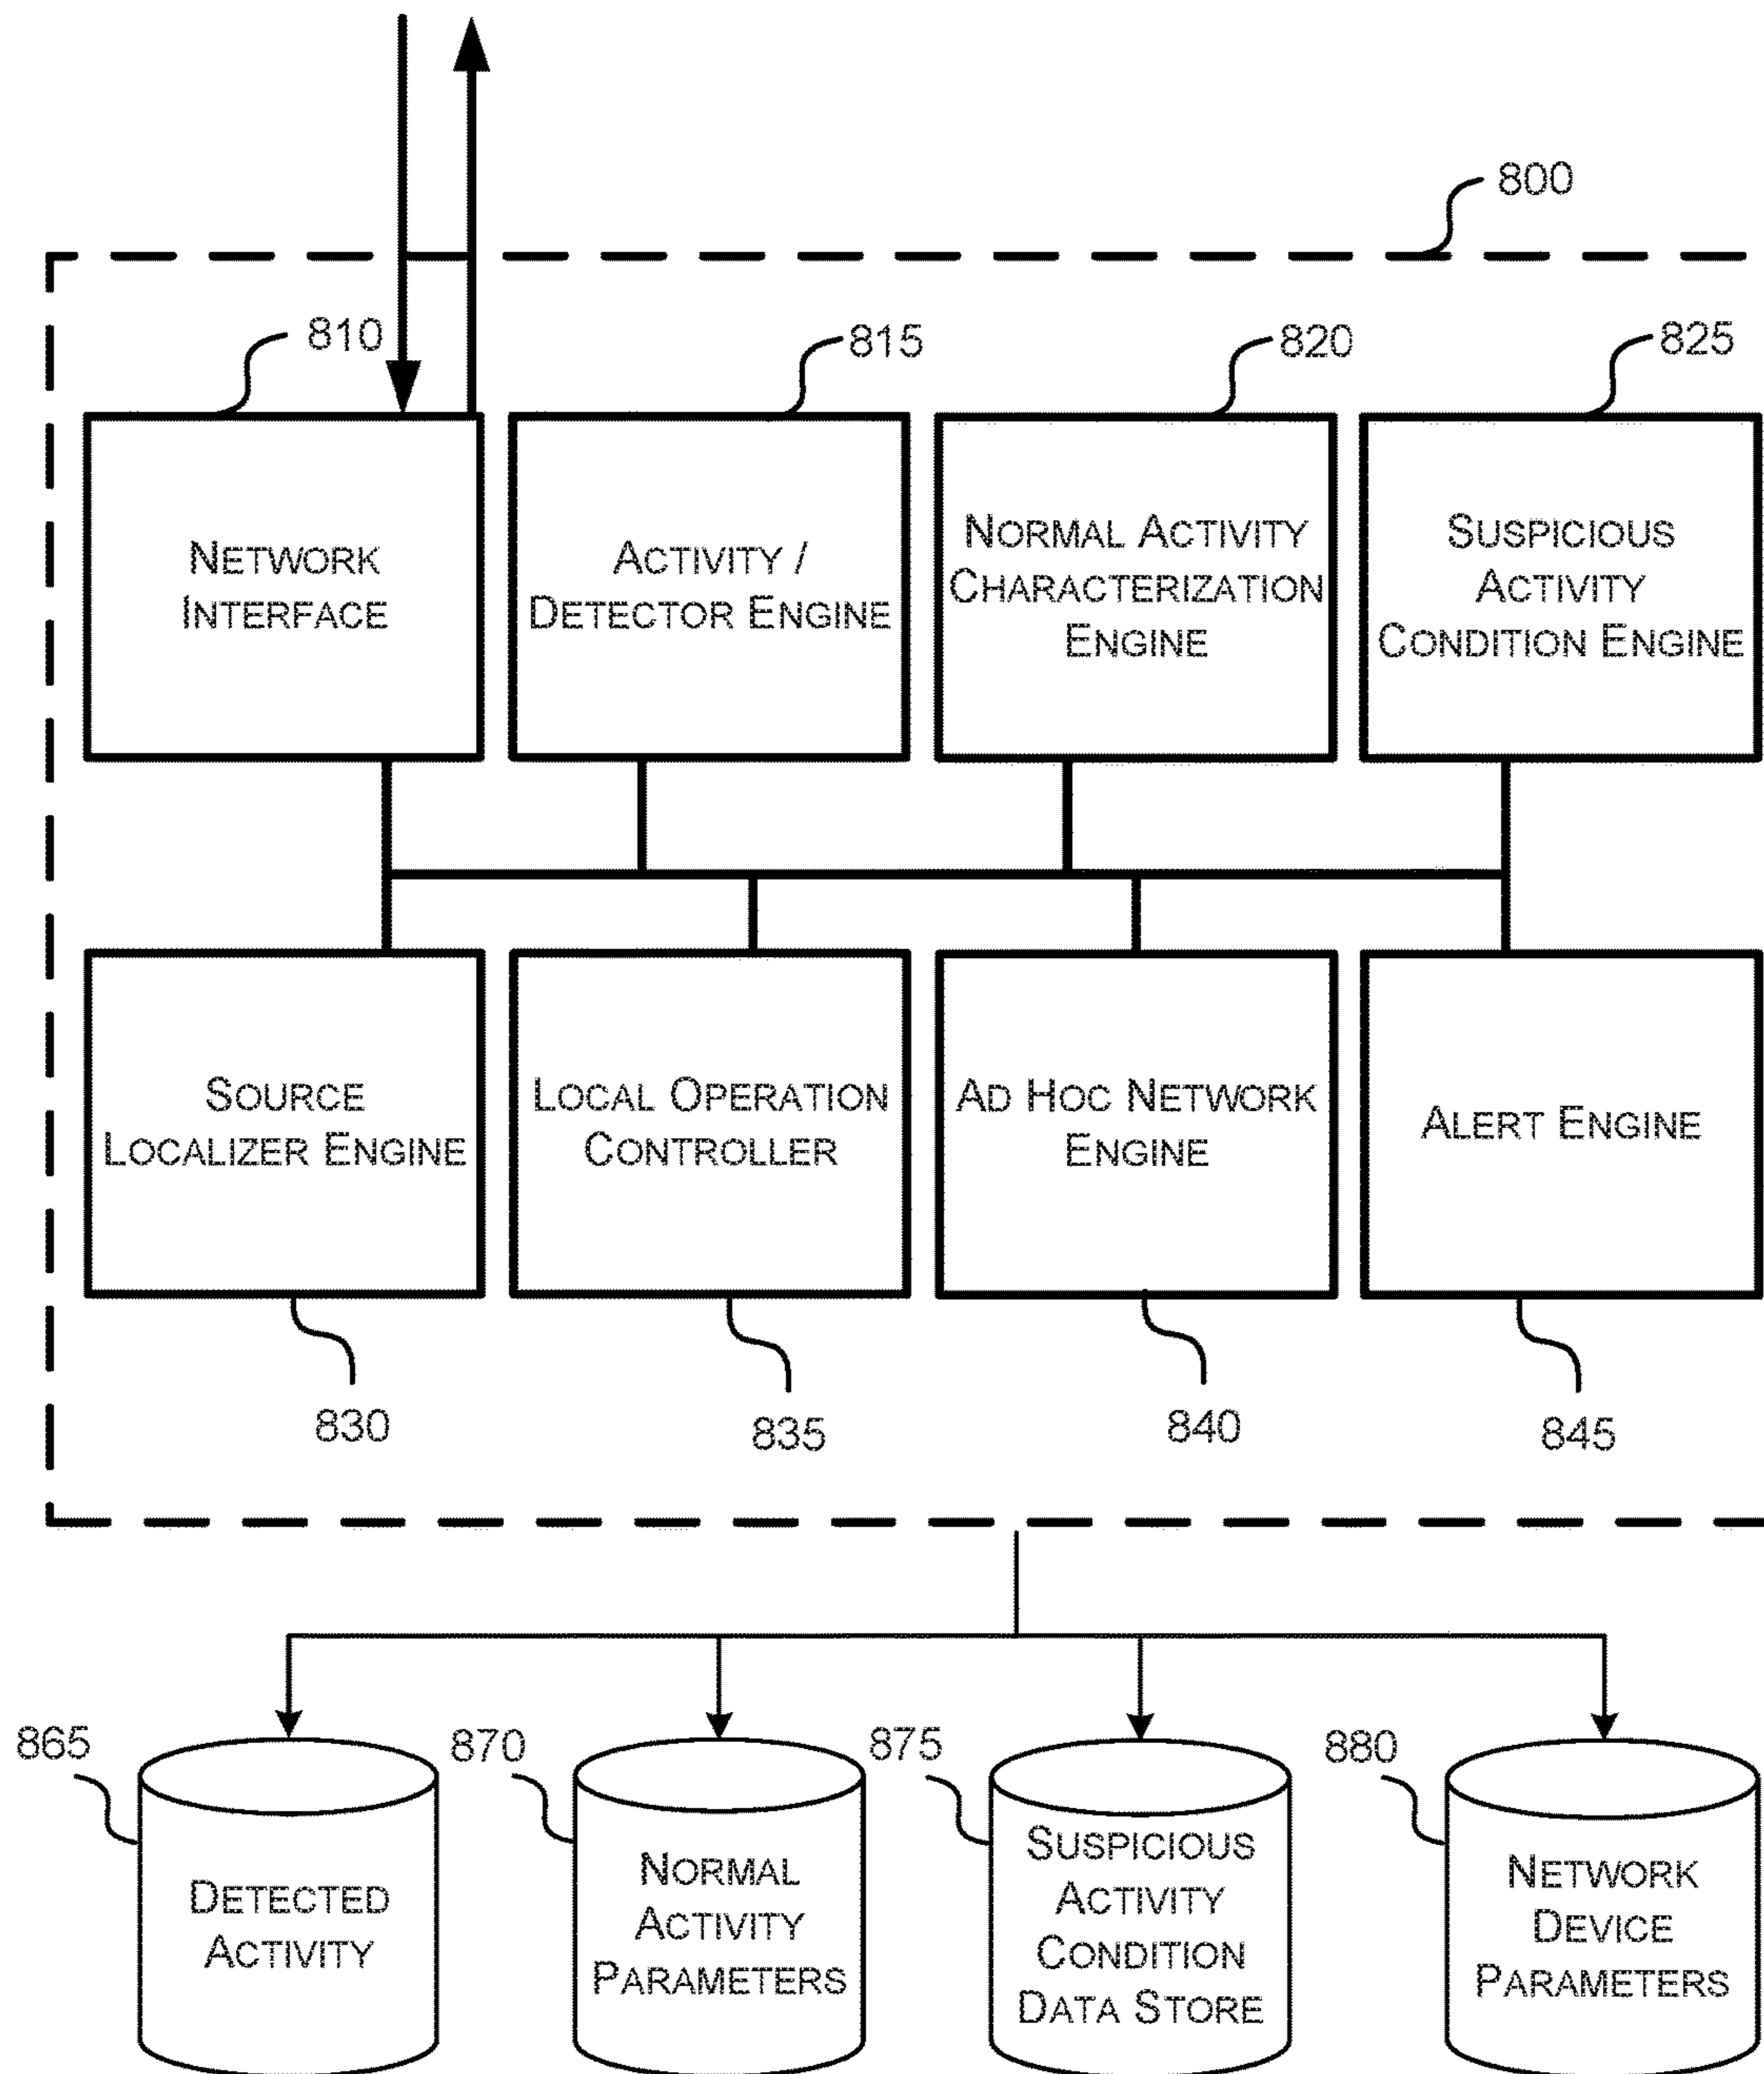 800
810
815
820
825
NETWORK
INTERFACE
ACTIVITY /
DETECTOR ENGINE
NORMAL ACTIVITY
CHARACTERIZATION
ENGINE
SUSPICIOUS
ACTIVITY
CONDITION ENGINE
SOURCE
LOCALIZER ENGINE
LOCAL OPERATION
CONTROLLER
AD HOC NETWORK
ENGINE
ALERT ENGINE
830
835
840
845
865
870
875
880
DETECTED
ACTIVITY
NORMAL
ACTIVITY
PARAMETERS
SUSPICIOUS
ACTIVITY
CONDITION
DATA STORE
NETWORK
DEVICE
PARAMETERS